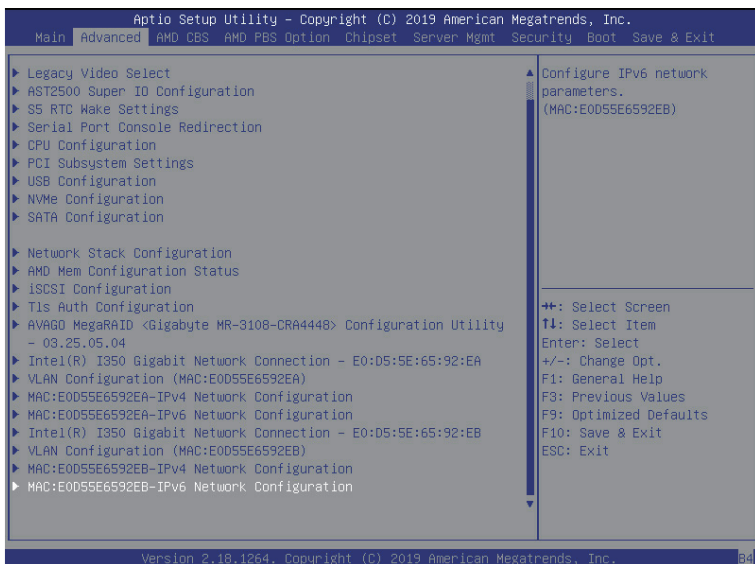 Aptio Setup Utility – Copyright (C) 2019 American Megatrends, Inc.
Main Advanced AMD CBS AMD PBS Option Chipset Server Mgmt Security Boot Save & Exit
Legacy Video Select
AST2500 Super IO Configuration
S5 RTC Wake Settings
Serial Port Console Redirection
CPU Configuration
PCI Subsystem Settings
USB Configuration
NVMe Configuration
SATA Configuration
Network Stack Configuration
AMD Mem Configuration Status
iSCSI Configuration
Tls Auth Configuration
AVAGO MegaRAID <Gigabyte MR-3108-CRA4448> Configuration Utility
– 03.25.05.04
Intel(R) I350 Gigabit Network Connection – E0:D5:5E:65:92:EA
VLAN Configuration (MAC:E0D55E6592EA)
MAC:E0D55E6592EA-IPv4 Network Configuration
MAC:E0D55E6592EA-IPv6 Network Configuration
Intel(R) I350 Gigabit Network Connection – E0:D5:5E:65:92:EB
VLAN Configuration (MAC:E0D55E6592EB)
MAC:E0D55E6592EB-IPv4 Network Configuration
MAC:E0D55E6592EB-IPv6 Network Configuration
Configure IPv6 network
parameters.
(MAC:E0D55E6592EB)
→←: Select Screen
↑↓: Select Item
Enter: Select
+/-: Change Opt.
F1: General Help
F3: Previous Values
F9: Optimized Defaults
F10: Save & Exit
ESC: Exit
Version 2.18.1264. Copyright (C) 2019 American Megatrends, Inc.
B4